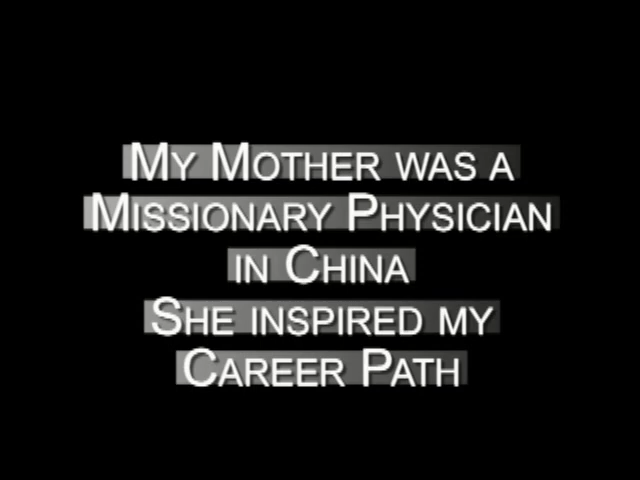 My Mother was a
Missionary Physician
in China
She inspired my
Career Path